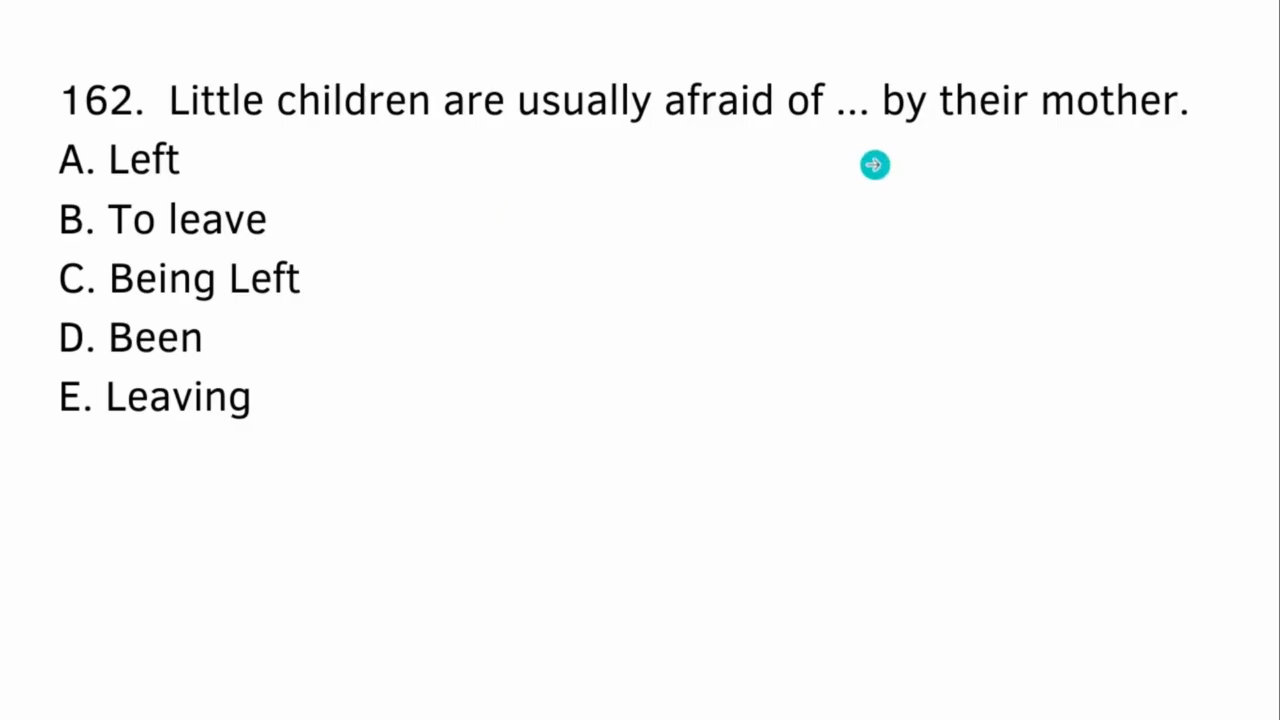 162. Little children are usually afraid of ... by their mother.
A. Left
B. To leave
C. Being Left
D. Been
E. Leaving